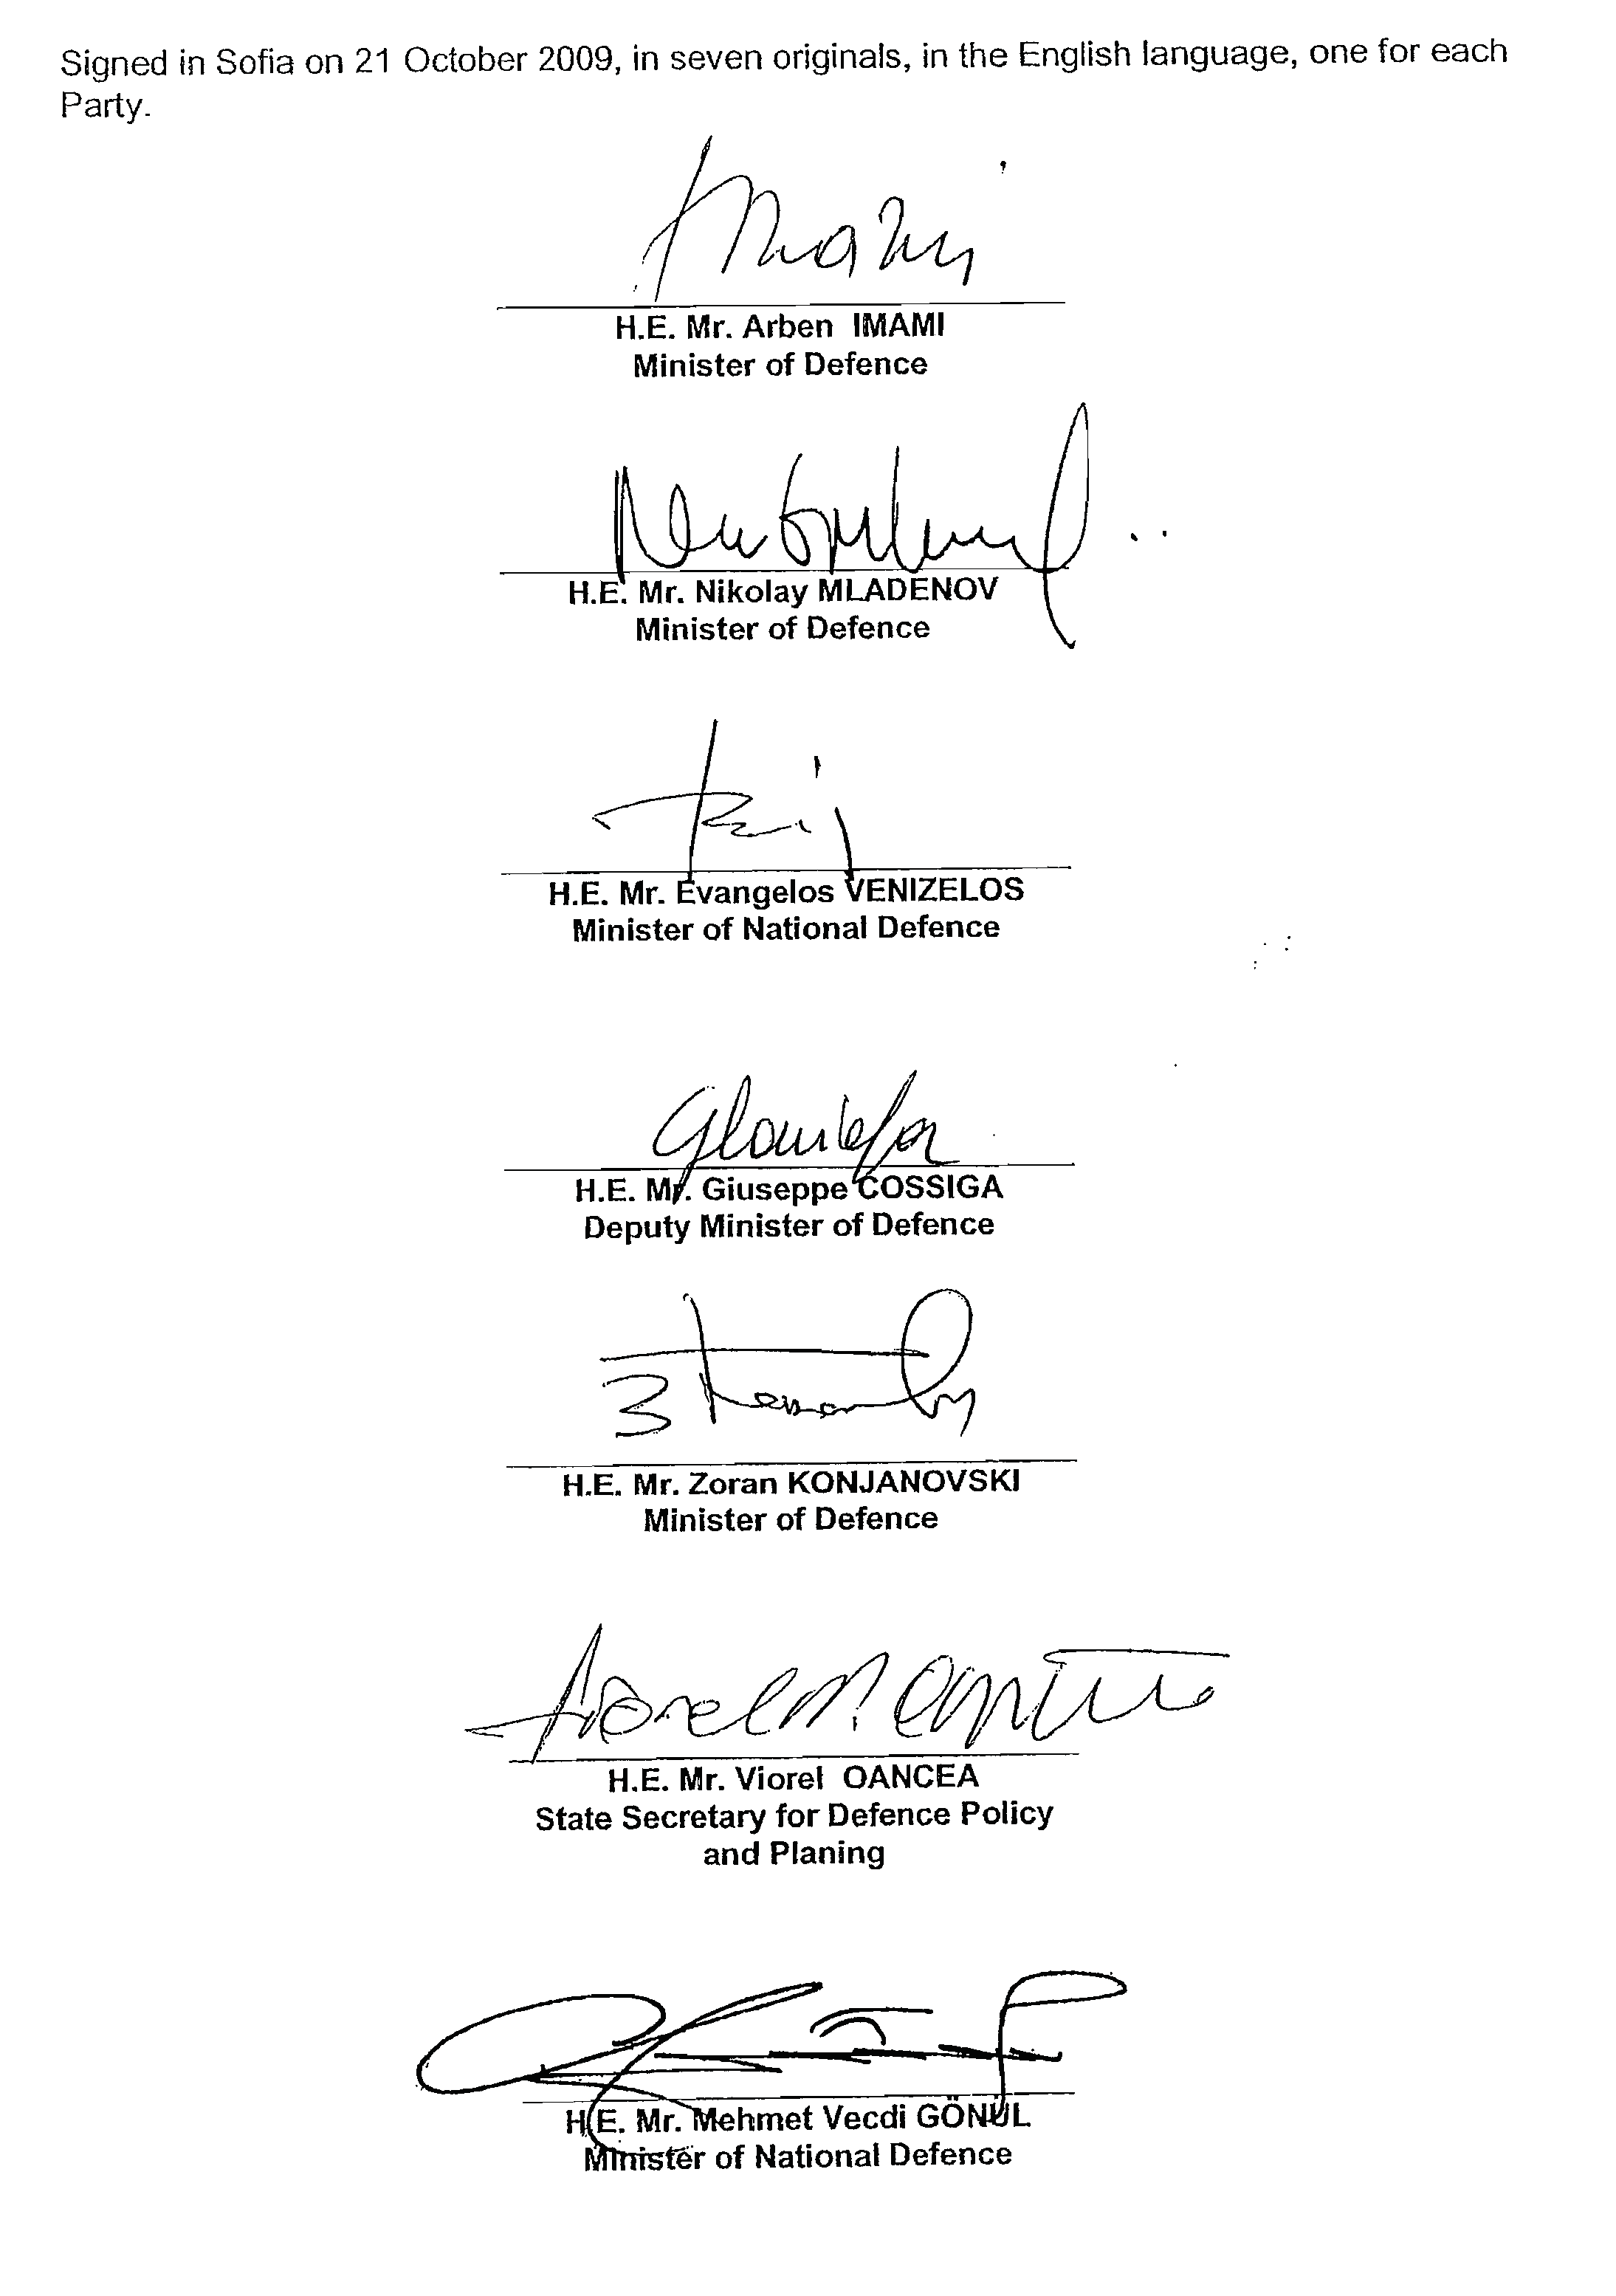 Signed in Sofia on 21 October 2009, in seven originals, in the English language, one for each
Party.
H.E. Mr. Arben IMAMI
Minister of Defence
H.E. Mr. Nikolay MLADENOV
Minister of Defence
H.E. Mr. Evangelos VENIZELOS
Minister of National Defence
H.E. Mr. Giuseppe COSSIGA
Deputy Minister of Defence
H.E. Mr. Zoran KONJANOVSKI
Minister of Defence
H.E. Mr. Viorel OANCEA
State Secretary for Defence Policy
and Planing
H.E. Mr. Mehmet Vecdi GÖNÜL
Minister of National Defence